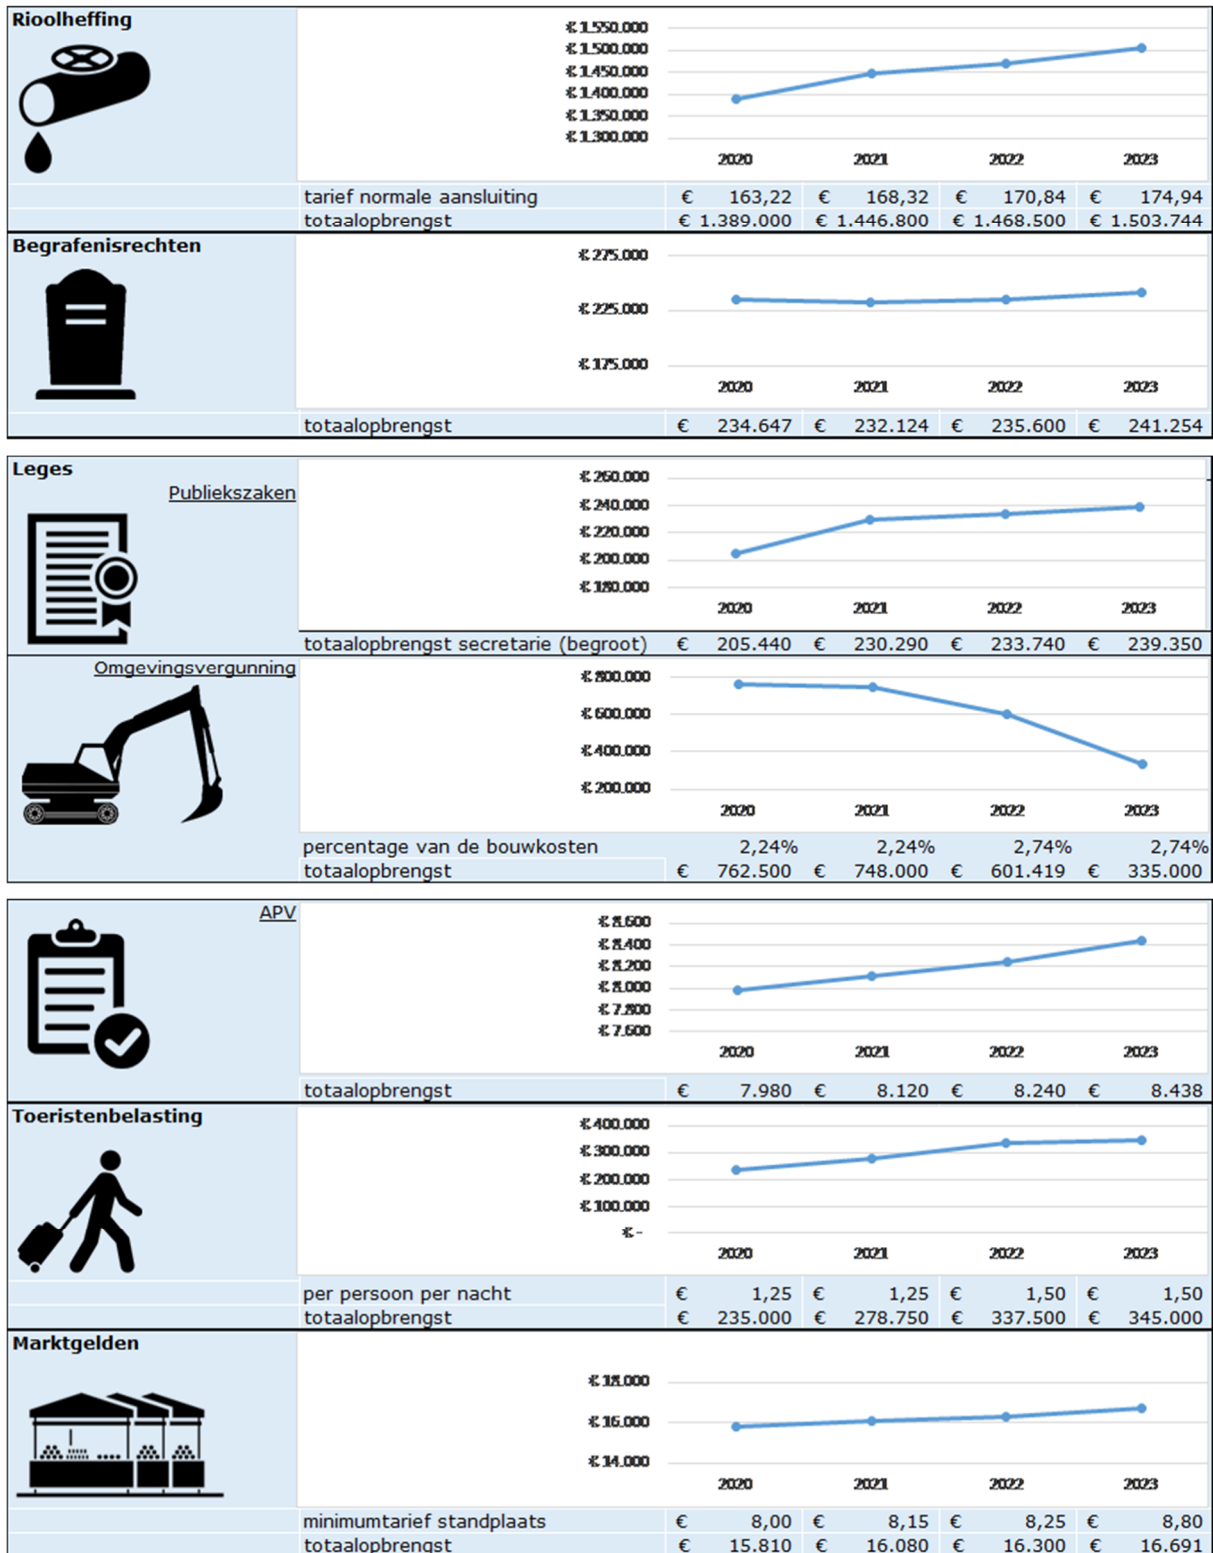 Rioolheffing
€ 1.550.000
€ 1.500.000
€ 1.450.000
€ 1.400.000
€ 1.350.000
€ 1.300.000
2020 2021 2022 2023
tarief normale aansluiting € 163,22 € 168,32 € 170,84 € 174,94
totaalopbrengst € 1.389.000 € 1.446.800 € 1.468.500 € 1.503.744
Begrafenisrechten
€ 275.000
€ 225.000
€ 175.000
2020 2021 2022 2023
totaalopbrengst € 234.647 € 232.124 € 235.600 € 241.254
Leges
Publiekszaken
€ 260.000
€ 240.000
€ 220.000
€ 200.000
€ 180.000
2020 2021 2022 2023
totaalopbrengst secretarie (begroot) € 205.440 € 230.290 € 233.740 € 239.350
Omgevingsvergunning
€ 800.000
€ 600.000
€ 400.000
€ 200.000
2020 2021 2022 2023
percentage van de bouwkosten 2,24% 2,24% 2,74% 2,74%
totaalopbrengst € 762.500 € 748.000 € 601.419 € 335.000
APV
€ 8.600
€ 8.400
€ 8.200
€ 8.000
€ 7.800
€ 7.600
2020 2021 2022 2023
totaalopbrengst € 7.980 € 8.120 € 8.240 € 8.438
Toeristenbelasting
€ 400.000
€ 300.000
€ 200.000
€ 100.000
€ -
2020 2021 2022 2023
per persoon per nacht € 1,25 € 1,25 € 1,50 € 1,50
totaalopbrengst € 235.000 € 278.750 € 337.500 € 345.000
Marktgelden
€ 18.000
€ 16.000
€ 14.000
2020 2021 2022 2023
minimumtarief standplaats € 8,00 € 8,15 € 8,25 € 8,80
totaalopbrengst € 15.810 € 16.080 € 16.300 € 16.691